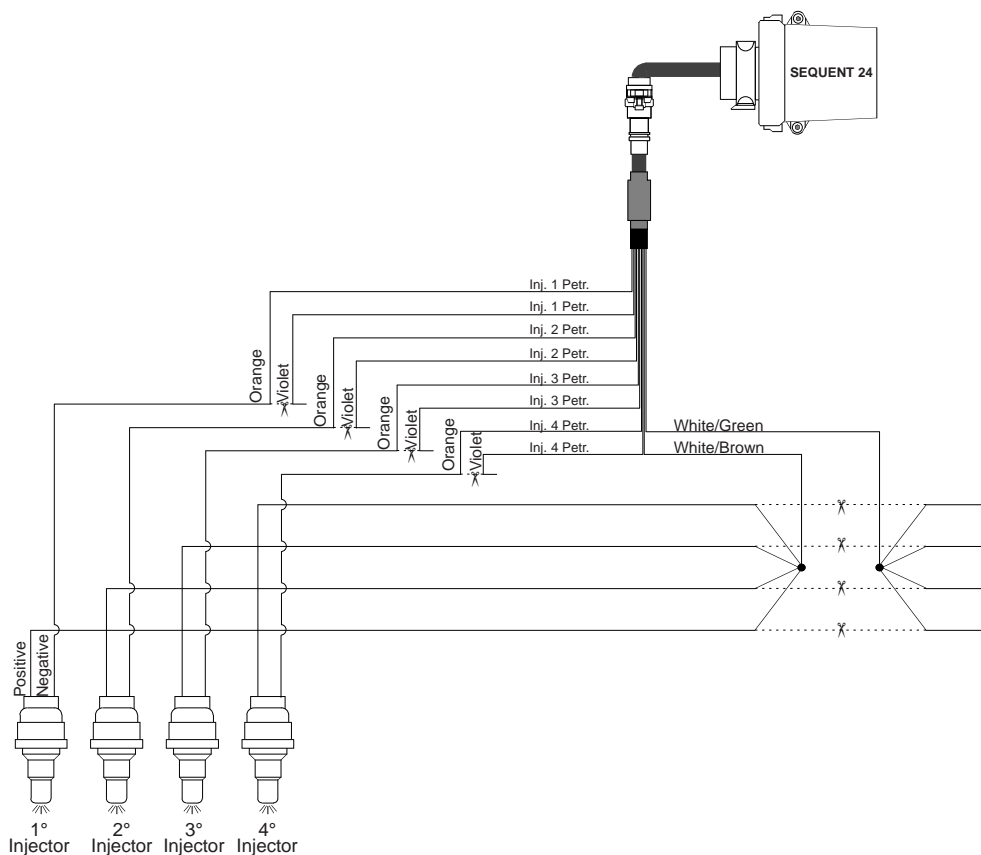 SEQUENT 24
Inj. 1 Petr.
Inj. 1 Petr.
Inj. 2 Petr.
Inj. 2 Petr.
Inj. 3 Petr.
Inj. 3 Petr.
Inj. 4 Petr.
Inj. 4 Petr.
Orange
Violet
Orange
Violet
Orange
Violet
Orange
Violet
White/Green
White/Brown
Positive
Negative
1°
Injector
2°
Injector
3°
Injector
4°
Injector